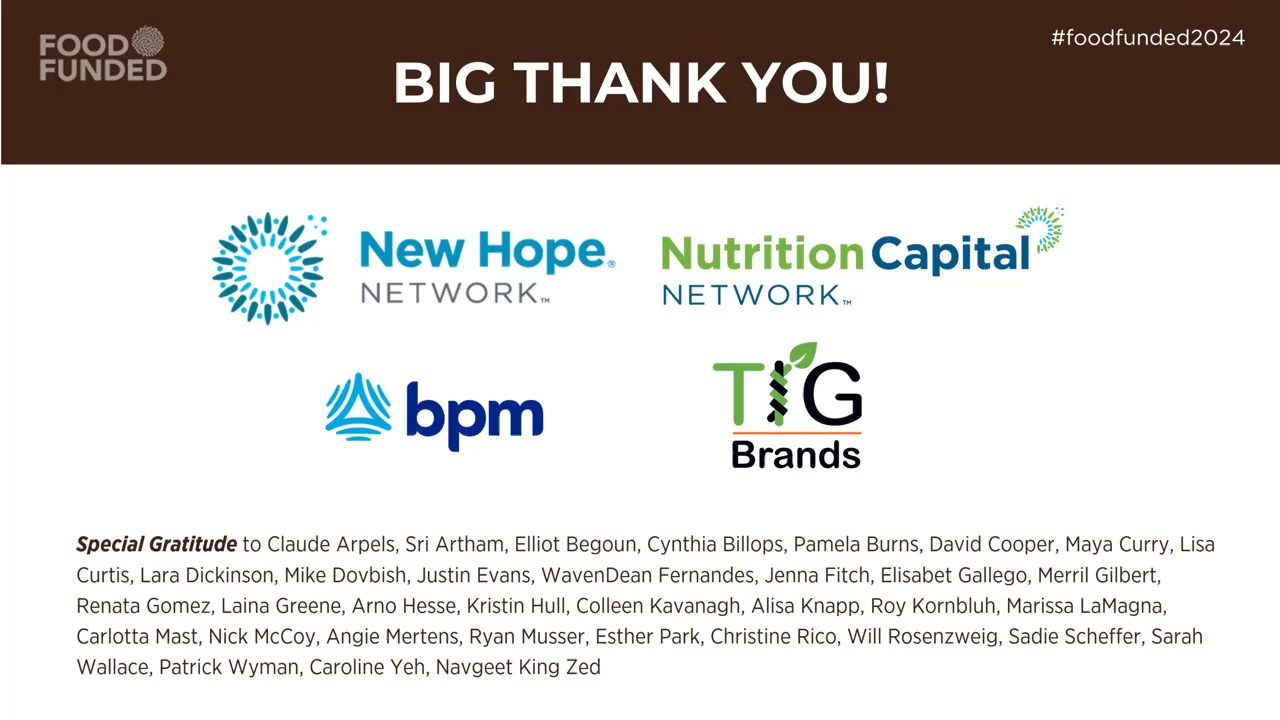 FOOD
FUNDED
#foodfunded2024
BIG THANK YOU!
New Hope®
NETWORK™
Nutrition Capital
NETWORK™
bpm
TIG
Brands
Special Gratitude to Claude Arpels, Sri Artham, Elliot Begoun, Cynthia Billops, Pamela Burns, David Cooper, Maya Curry, Lisa
Curtis, Lara Dickinson, Mike Dovbish, Justin Evans, WavenDean Fernandes, Jenna Fitch, Elisabet Gallego, Merril Gilbert,
Renata Gomez, Laina Greene, Arno Hesse, Kristin Hull, Colleen Kavanagh, Alisa Knapp, Roy Kornbluh, Marissa LaMagna,
Carlotta Mast, Nick McCoy, Angie Mertens, Ryan Musser, Esther Park, Christine Rico, Will Rosenzweig, Sadie Scheffer, Sarah
Wallace, Patrick Wyman, Caroline Yeh, Navgeet King Zed